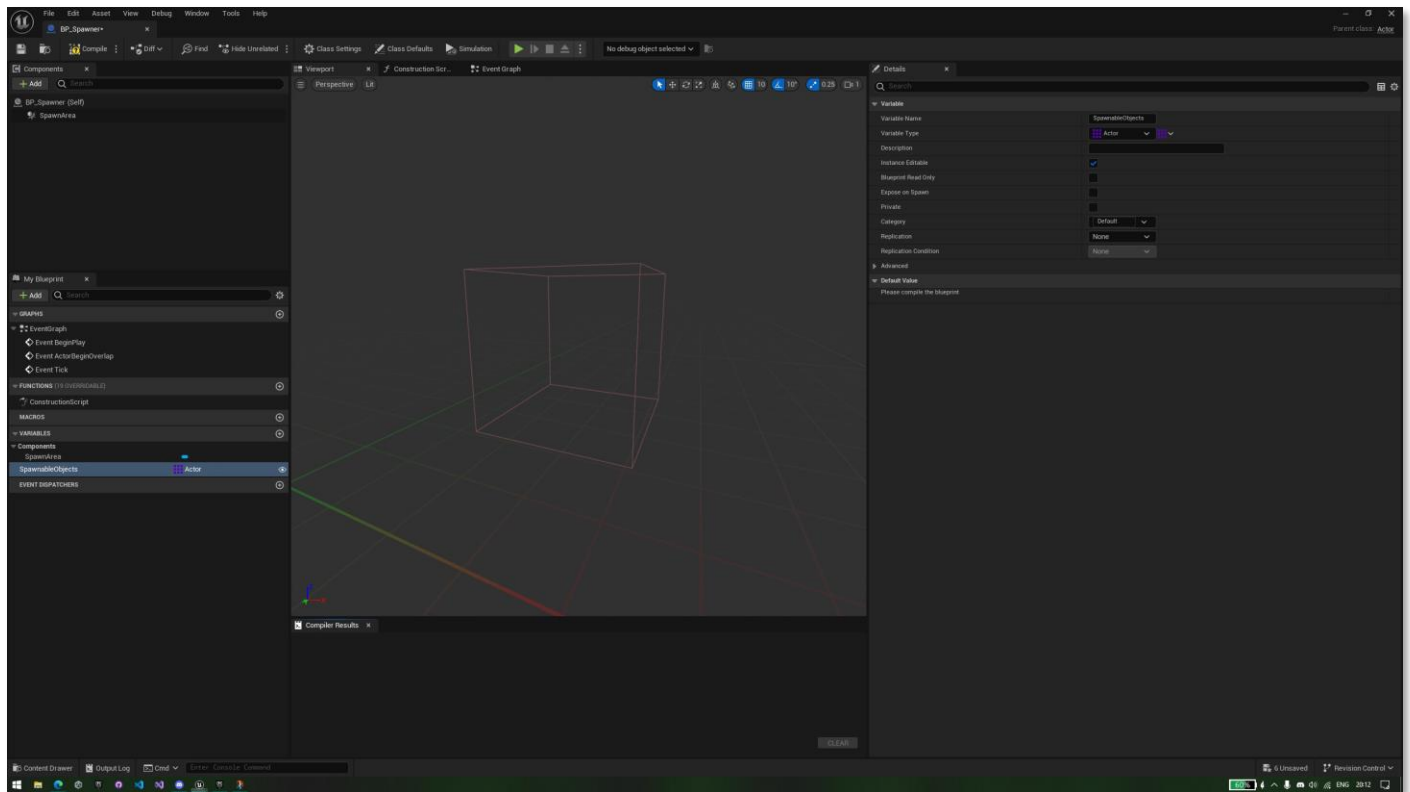 File Edit Asset View Debug Window Tools Help
BP_Spawner•
Parent class: Actor
Compile Diff Find Hide Unrelated Class Settings Class Defaults Simulation No debug object selected
Components
Viewport Construction Scr... Event Graph
Details
+ Add Search
Perspective Lit 10 10° 0.25 1
Search
BP_Spawner (Self)
SpawnArea
Variable
Variable Name SpawnableObjects
Variable Type Actor
Description
Instance Editable
Blueprint Read Only
Expose on Spawn
Private
Category Default
Replication None
Replication Condition None
Advanced
Default Value
Please compile the blueprint
My Blueprint
+ Add Search
GRAPHS
EventGraph
Event BeginPlay
Event ActorBeginOverlap
Event Tick
FUNCTIONS (19 OVERRIDABLE)
ConstructionScript
MACROS
VARIABLES
Components
SpawnArea
SpawnableObjects Actor
EVENT DISPATCHERS
Compiler Results
CLEAR
Content Drawer Output Log Cmd Enter Console Command
6 Unsaved Revision Control
60% ENG 20:12